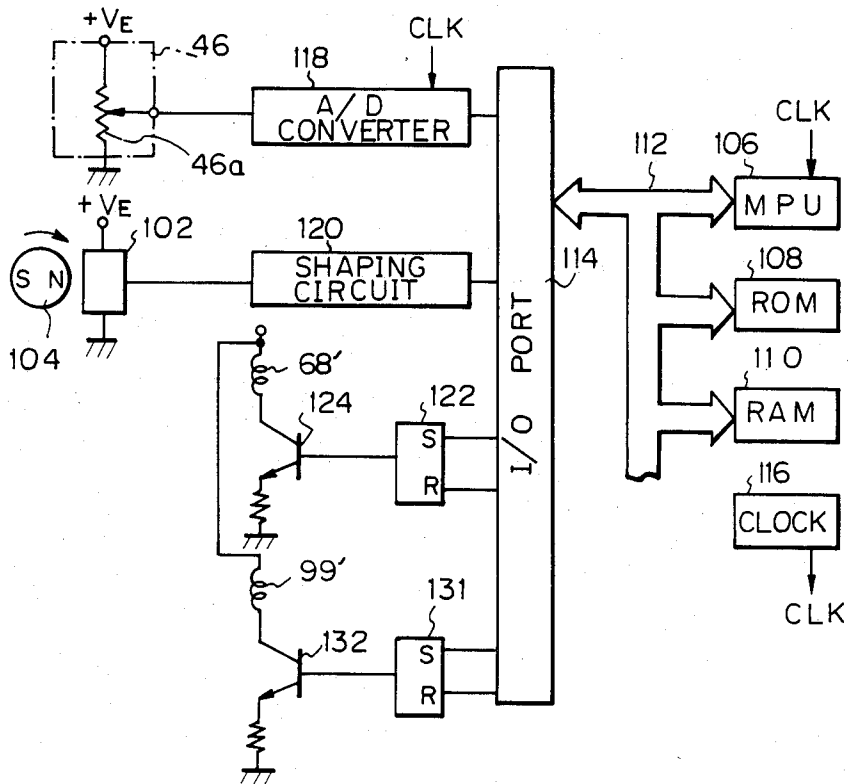 +VE
46
46a
118
CLK
A/D
CONVERTER
+VE
102
S N
104
120
SHAPING
CIRCUIT
68'
124
122
S
R
99'
132
131
S
R
I/O PORT
114
112
CLK
106
MPU
108
ROM
110
RAM
116
CLOCK
CLK